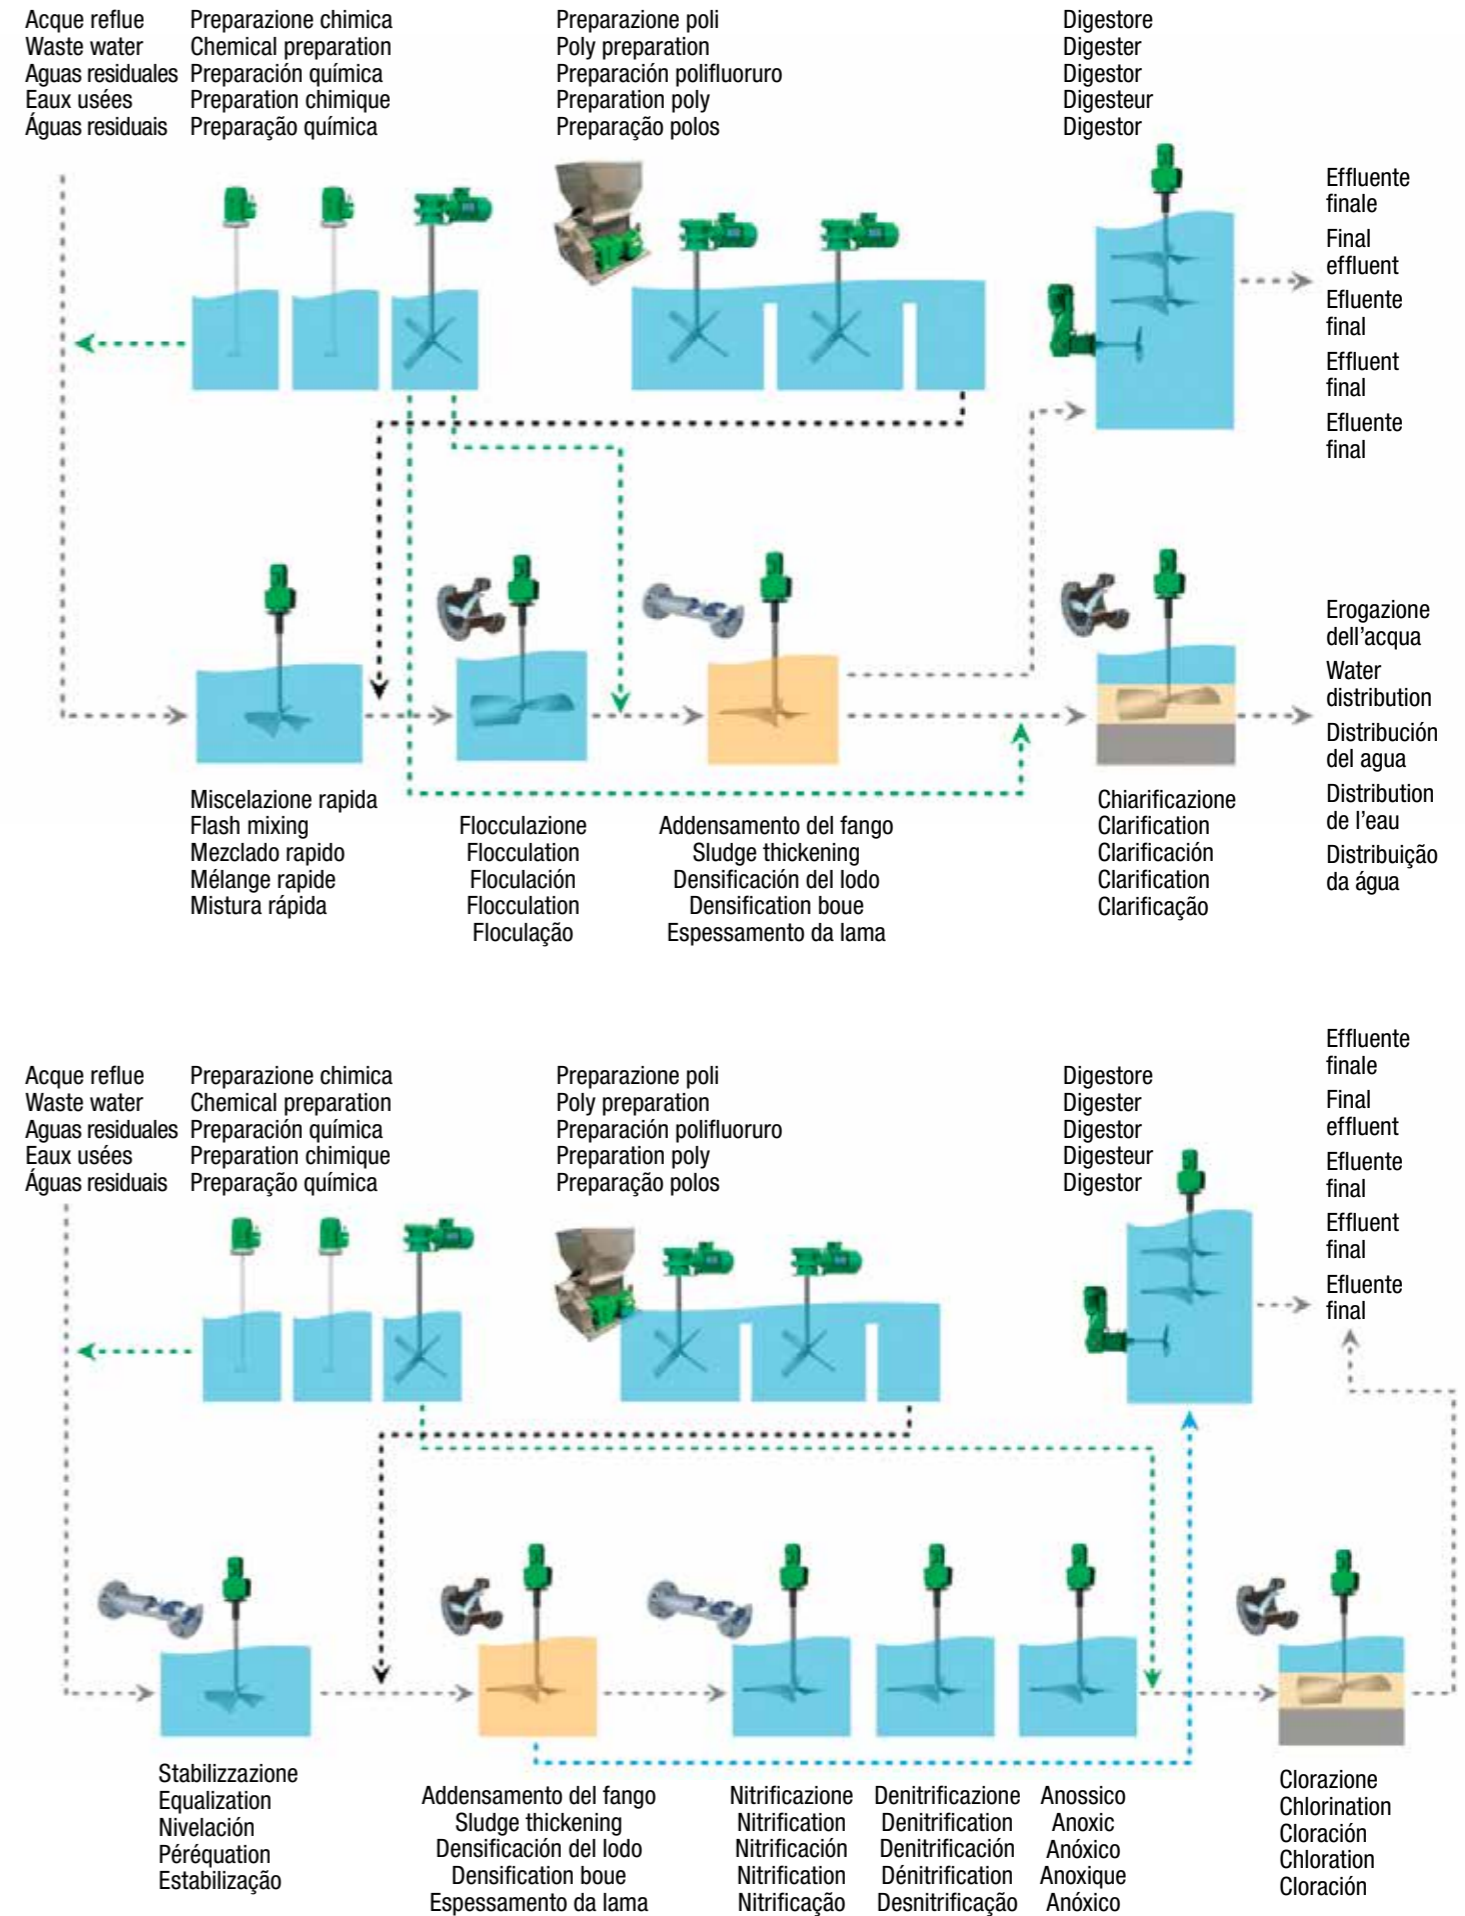 Acque reflue
Waste water
Aguas residuales
Eaux usées
Águas residuais
Preparazione chimica
Chemical preparation
Preparación química
Preparation chimique
Preparação química
Preparazione poli
Poly preparation
Preparación polifluoruro
Preparation poly
Preparação polos
Digestore
Digester
Digestor
Digesteur
Digestor
Effluente
finale
Final
effluent
Efluente
final
Effluent
final
Efluente
final
Miscelazione rapida
Flash mixing
Mezclado rapido
Mélange rapide
Mistura rápida
Flocculazione
Flocculation
Floculación
Flocculation
Floculação
Addensamento del fango
Sludge thickening
Densificación del lodo
Densification boue
Espessamento da lama
Chiarificazione
Clarification
Clarificación
Clarification
Clarificação
Erogazione
dell’acqua
Water
distribution
Distribución
del agua
Distribution
de l’eau
Distribuição
da água
Acque reflue
Waste water
Aguas residuales
Eaux usées
Águas residuais
Preparazione chimica
Chemical preparation
Preparación química
Preparation chimique
Preparação química
Preparazione poli
Poly preparation
Preparación polifluoruro
Preparation poly
Preparação polos
Digestore
Digester
Digestor
Digesteur
Digestor
Effluente
finale
Final
effluent
Efluente
final
Effluent
final
Efluente
final
Stabilizzazione
Equalization
Nivelación
Péréquation
Estabilização
Addensamento del fango
Sludge thickening
Densificación del lodo
Densification boue
Espessamento da lama
Nitrificazione
Nitrification
Nitrificación
Nitrification
Nitrificação
Denitrificazione
Denitrification
Denitrificación
Dénitrification
Desnitrificação
Anossico
Anoxic
Anóxico
Anoxique
Anóxico
Clorazione
Chlorination
Cloración
Chloration
Cloración